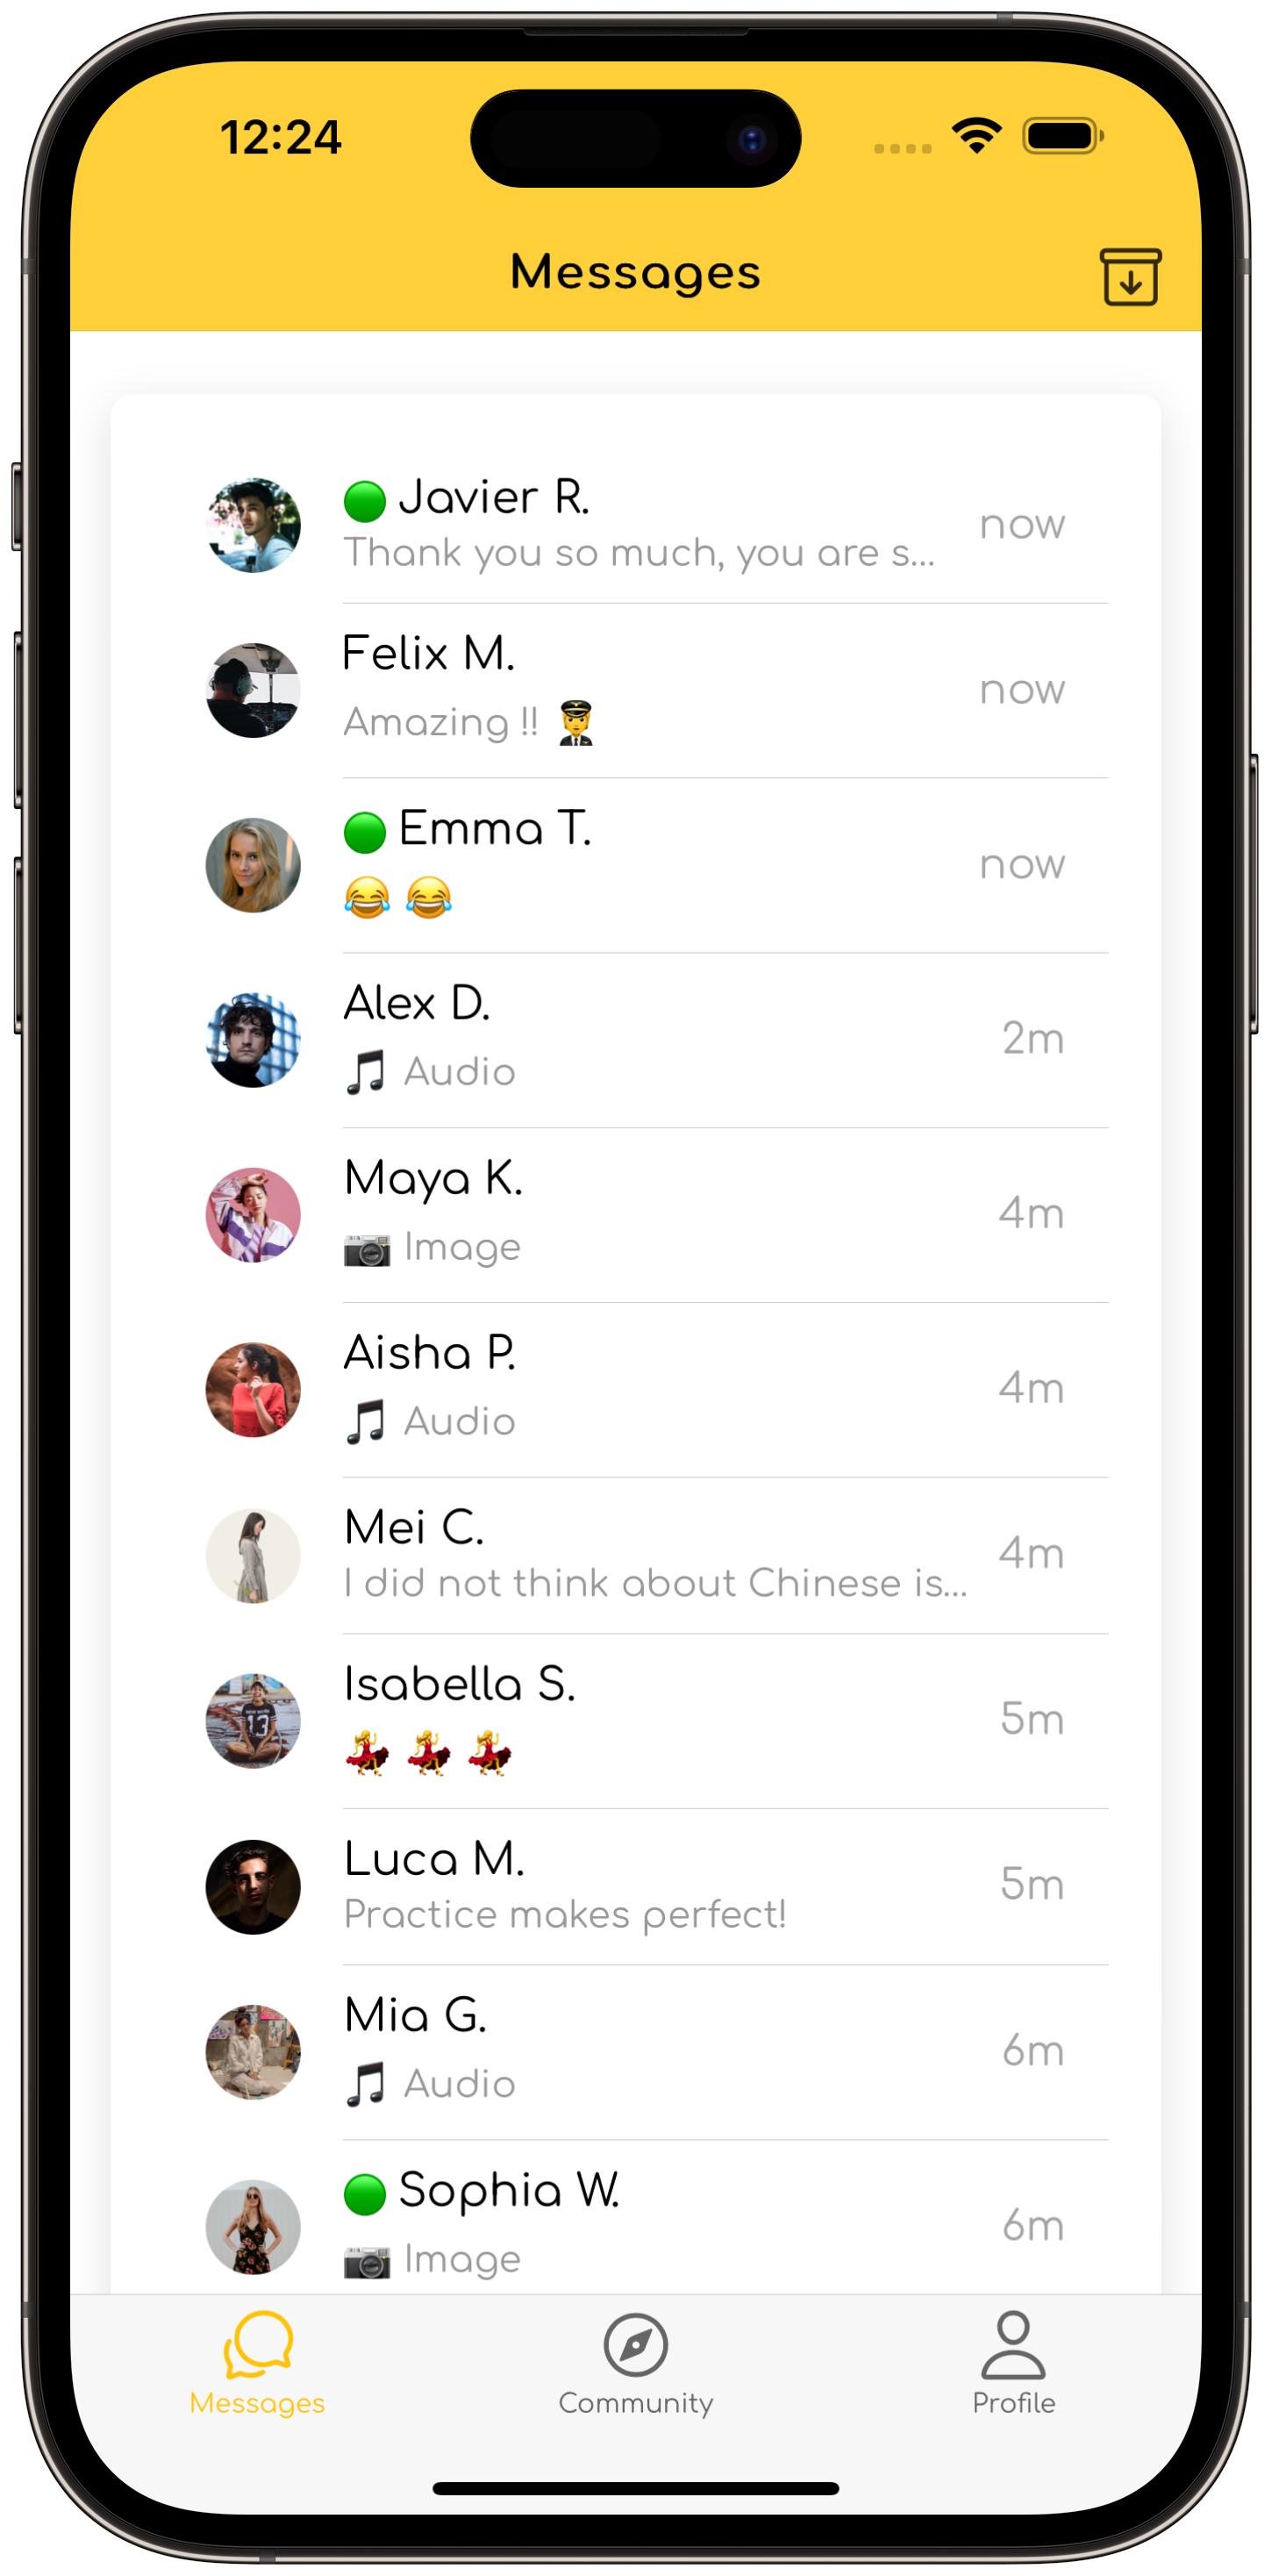 12:24
Messages
Javier R.
now
Thank you so much, you are s...
Felix M.
now
Amazing !!
Emma T.
now
Alex D.
2m
Audio
Maya K.
4m
Image
Aisha P.
4m
Audio
Mei C.
4m
I did not think about Chinese is...
Isabella S.
5m
13
Luca M.
5m
Practice makes perfect!
Mia G.
6m
Audio
Sophia W.
6m
Image
Messages
Community
Profile